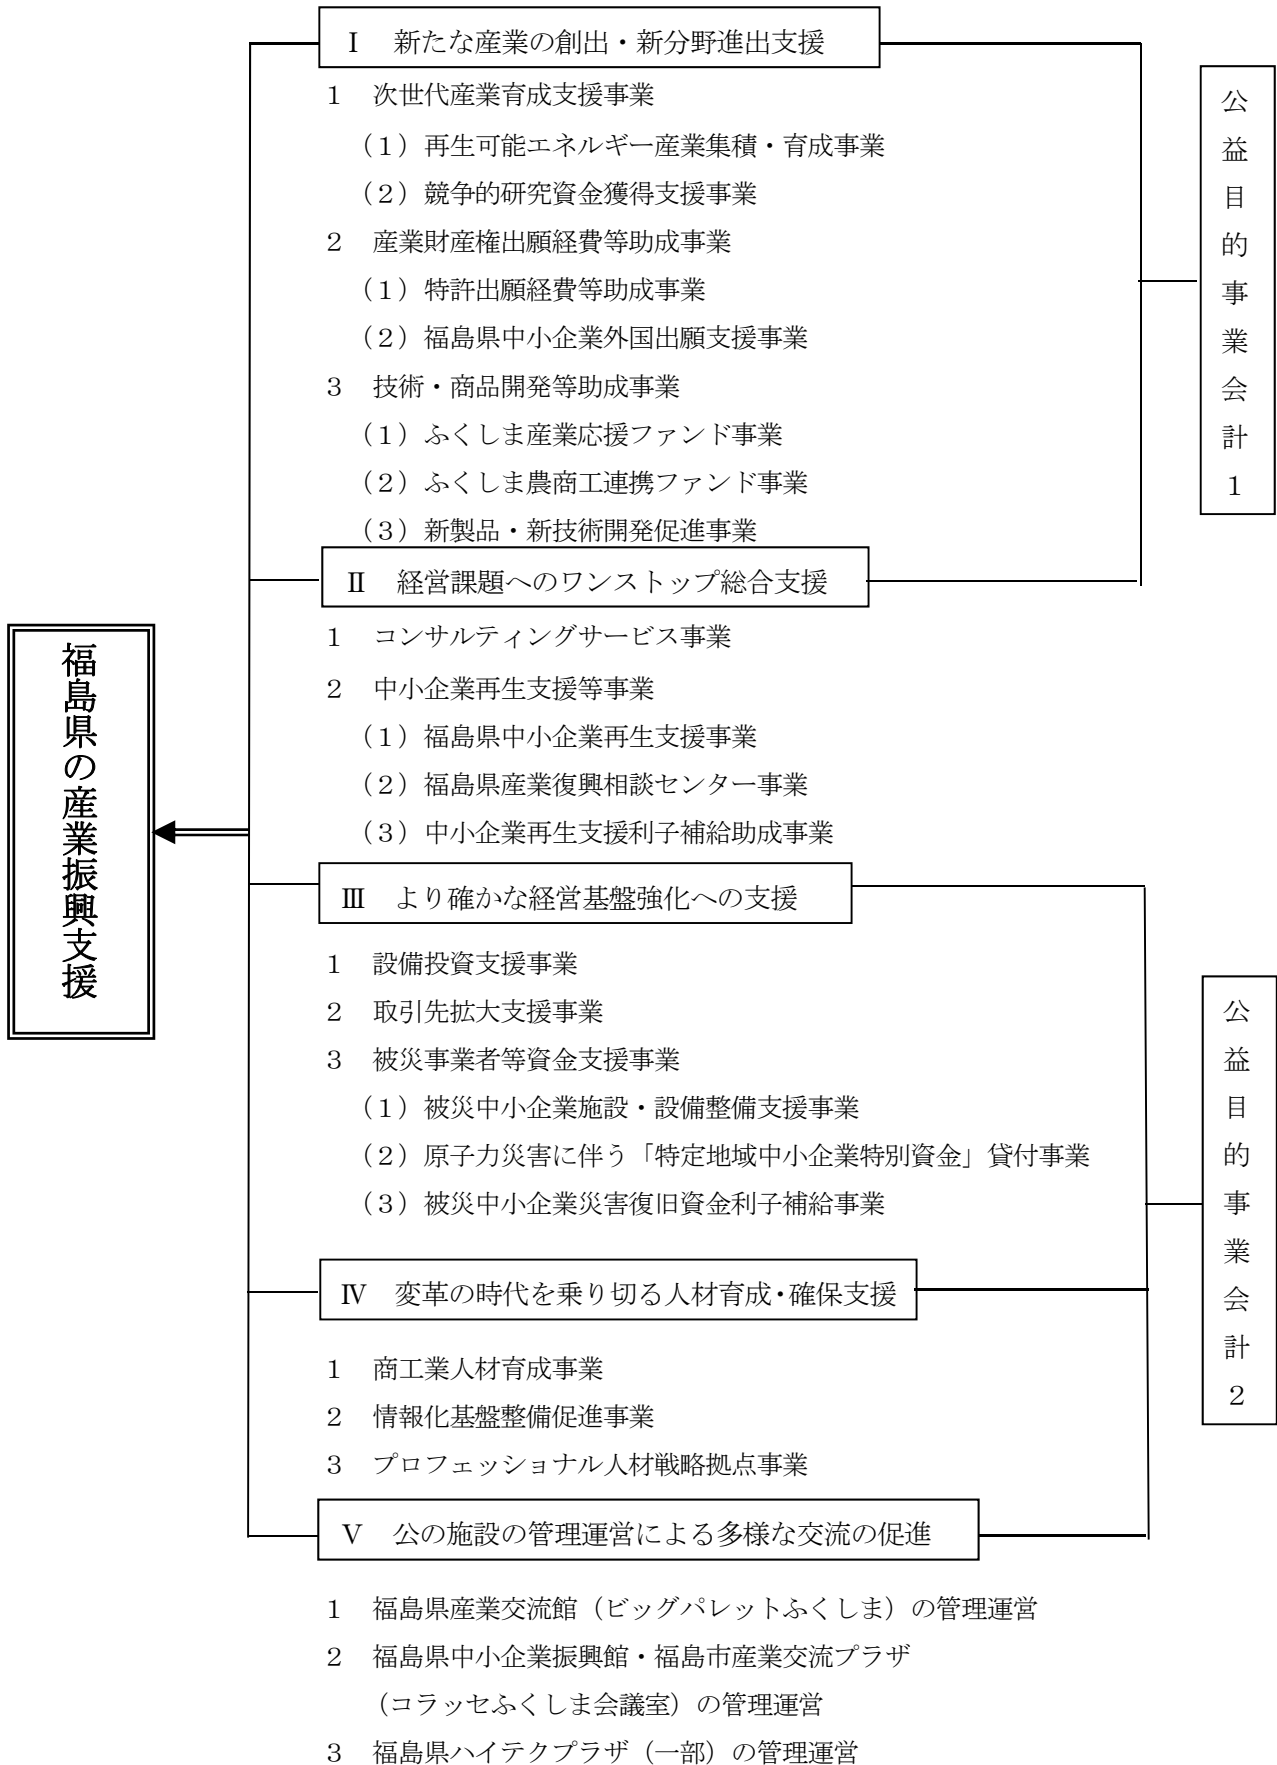 福島県の産業振興支援
Ⅰ　新たな産業の創出・新分野進出支援
１　次世代産業育成支援事業
（１）再生可能エネルギー産業集積・育成事業
（２）競争的研究資金獲得支援事業
２　産業財産権出願経費等助成事業
（１）特許出願経費等助成事業
（２）福島県中小企業外国出願支援事業
３　技術・商品開発等助成事業
（１）ふくしま産業応援ファンド事業
（２）ふくしま農商工連携ファンド事業
（３）新製品・新技術開発促進事業
Ⅱ　経営課題へのワンストップ総合支援
１　コンサルティングサービス事業
２　中小企業再生支援等事業
（１）福島県中小企業再生支援事業
（２）福島県産業復興相談センター事業
（３）中小企業再生支援利子補給助成事業
公益目的事業会計１
Ⅲ　より確かな経営基盤強化への支援
１　設備投資支援事業
２　取引先拡大支援事業
３　被災事業者等資金支援事業
（１）被災中小企業施設・設備整備支援事業
（２）原子力災害に伴う「特定地域中小企業特別資金」貸付事業
（３）被災中小企業災害復旧資金利子補給事業
Ⅳ　変革の時代を乗り切る人材育成・確保支援
１　商工業人材育成事業
２　情報化基盤整備促進事業
３　プロフェッショナル人材戦略拠点事業
Ⅴ　公の施設の管理運営による多様な交流の促進
１　福島県産業交流館（ビッグパレットふくしま）の管理運営
２　福島県中小企業振興館・福島市産業交流プラザ
（コラッセふくしま会議室）の管理運営
３　福島県ハイテクプラザ（一部）の管理運営
公益目的事業会計２